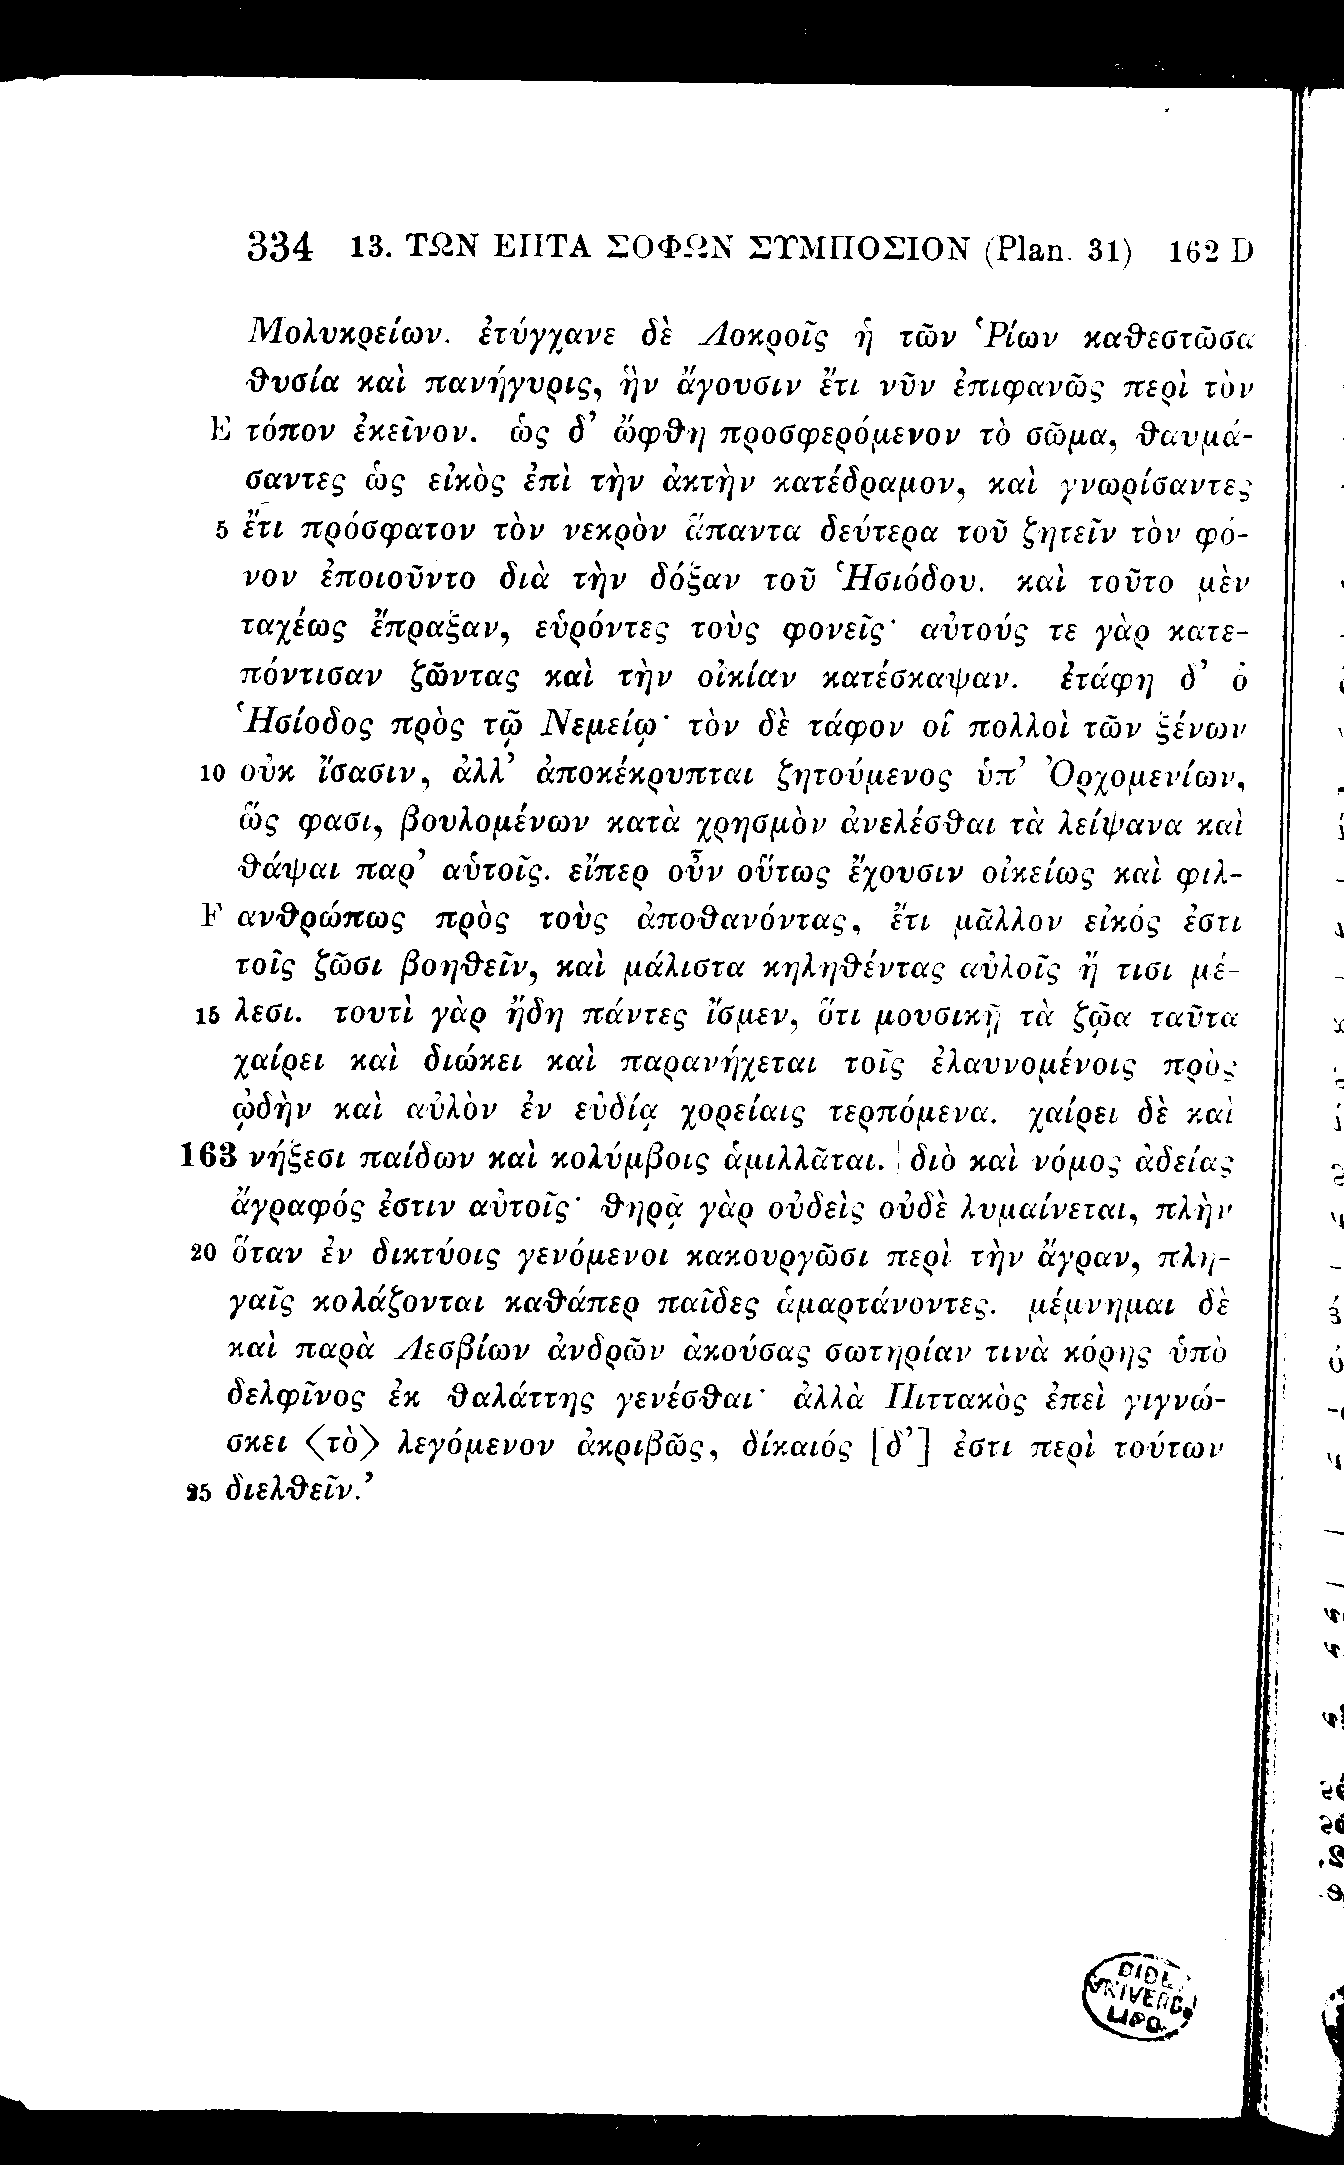 334 13. ΤΩΝ ΕΠΤΑ ΣΟΦΩΝ ΣΥΜΠΟΣΙΟΝ (Plan. 31) 162 D
Μολυκρείων. ἐτύγχανε δὲ Λοκροῖς ἡ τῶν Ῥίων καθεστῶσα
θυσία καὶ πανήγυρις, ἣν ἄγουσιν ἔτι νῦν ἐπιφανῶς περὶ τὸν
E τόπον ἐκεῖνον. ὡς δ’ ὤφθη προσφερόμενον τὸ σῶμα, θαυμά-
σαντες ὡς εἰκὸς ἐπὶ τὴν ἀκτὴν κατέδραμον, καὶ γνωρίσαντες
5 ἔτι πρόσφατον τὸν νεκρὸν ἅπαντα δεύτερα τοῦ ζητεῖν τὸν φό-
νον ἐποιοῦντο διὰ τὴν δόξαν τοῦ Ἡσιόδου. καὶ τοῦτο μὲν
ταχέως ἔπραξαν, εὑρόντες τοὺς φονεῖς· αὐτούς τε γὰρ κατε-
πόντισαν ζῶντας καὶ τὴν οἰκίαν κατέσκαψαν. ἐτάφη δ’ ὁ
Ἡσίοδος πρὸς τῷ Νεμείῳ· τὸν δὲ τάφον οἱ πολλοὶ τῶν ξένων
10 οὐκ ἴσασιν, ἀλλ’ ἀποκέκρυπται ζητούμενος ὑπ’ Ὀρχομενίων,
ὥς φασι, βουλομένων κατὰ χρησμὸν ἀνελέσθαι τὰ λείψανα καὶ
θάψαι παρ’ αὑτοῖς. εἴπερ οὖν οὕτως ἔχουσιν οἰκείως καὶ φιλ-
F ανθρώπως πρὸς τοὺς ἀποθανόντας, ἔτι μᾶλλον εἰκός ἐστι
τοῖς ζῶσι βοηθεῖν, καὶ μάλιστα κηληθέντας αὐλοῖς ἤ τισι μέ-
15 λεσι. τουτὶ γὰρ ἤδη πάντες ἴσμεν, ὅτι μουσικῇ τὰ ζῷα ταῦτα
χαίρει καὶ διώκει καὶ παρανήχεται τοῖς ἐλαυνομένοις πρὸς
ᾠδὴν καὶ αὐλὸν ἐν εὐδίᾳ χορείαις τερπόμενα. χαίρει δὲ καὶ
163 νήξεσι παίδων καὶ κολύμβοις ἁμιλλᾶται. | διὸ καὶ νόμος ἀδείας
ἄγραφός ἐστιν αὐτοῖς· θηρᾷ γὰρ οὐδεὶς οὐδὲ λυμαίνεται, πλὴν
20 ὅταν ἐν δικτύοις γενόμενοι κακουργῶσι περὶ τὴν ἄγραν, πλη-
γαῖς κολάζονται καθάπερ παῖδες ἁμαρτάνοντες. μέμνημαι δὲ
καὶ παρὰ Λεσβίων ἀνδρῶν ἀκούσας σωτηρίαν τινὰ κόρης ὑπὸ
δελφῖνος ἐκ θαλάττης γενέσθαι· ἀλλὰ Πιττακὸς ἐπεὶ γιγνώ-
σκει ⟨τὸ⟩ λεγόμενον ἀκριβῶς, δίκαιός [δ’] ἐστι περὶ τούτων
25 διελθεῖν.’